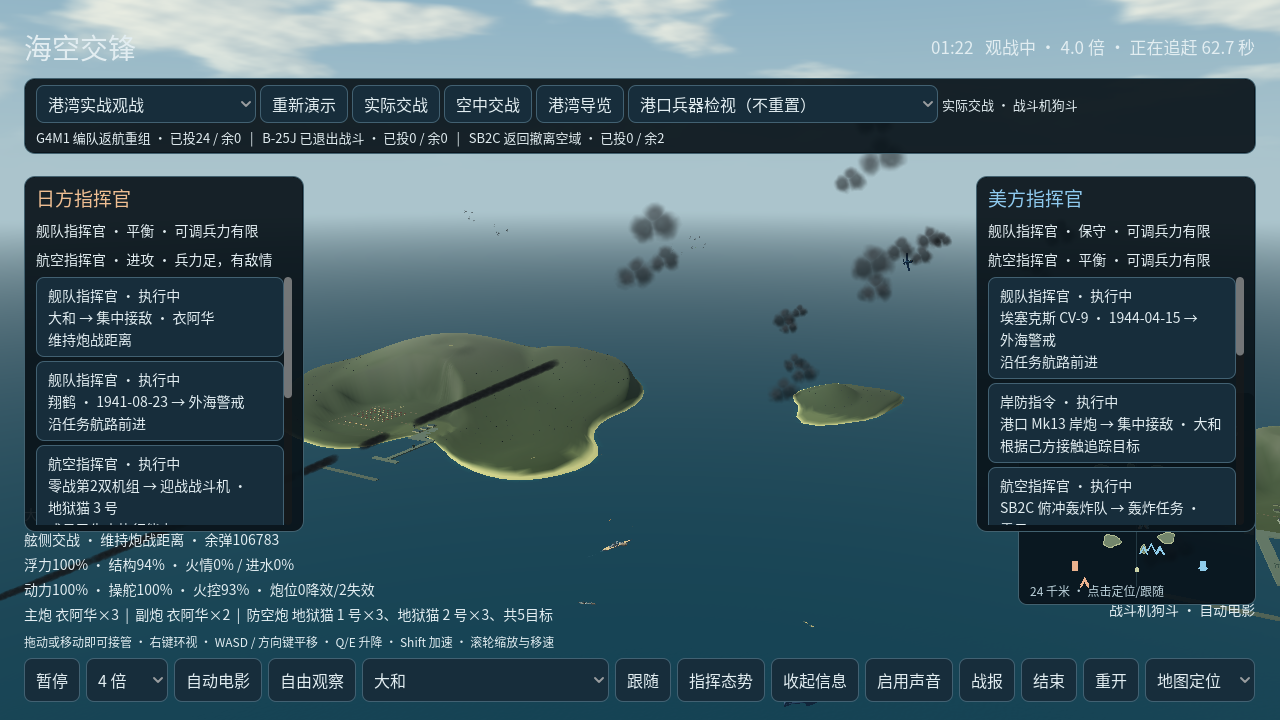 海空交锋
01:22 观战中 · 4.0 倍 · 正在追赶 62.7 秒
港湾实战观战 重新演示 实际交战 空中交战 港湾导览 港口兵器检视（不重置） 实际交战 · 战斗机狗斗
G4M1 编队返航重组 · 已投24 / 余0 | B-25J 已退出战斗 · 已投0 / 余0 | SB2C 返回撤离空域 · 已投0 / 余2
日方指挥官
舰队指挥官 · 平衡 · 可调兵力有限
航空指挥官 · 进攻 · 兵力足，有敌情
舰队指挥官 · 执行中
大和 → 集中接敌 · 衣阿华
维持炮战距离
舰队指挥官 · 执行中
翔鹤 · 1941-08-23 → 外海警戒
沿任务航路前进
航空指挥官 · 执行中
零战第2双机组 → 迎战战斗机 ·
地狱猫 3 号
美方指挥官
舰队指挥官 · 保守 · 可调兵力有限
航空指挥官 · 平衡 · 可调兵力有限
舰队指挥官 · 执行中
埃塞克斯 CV-9 · 1944-04-15 →
外海警戒
沿任务航路前进
岸防指令 · 执行中
港口 Mk13 岸炮 → 集中接敌 · 大和
根据己方接触追踪目标
航空指挥官 · 执行中
SB2C 俯冲轰炸队 → 轰炸任务 ·
舷侧交战 · 维持炮战距离 · 余弹106783
浮力100% · 结构94% · 火情0% / 进水0%
动力100% · 操舵100% · 火控93% · 炮位0降效/2失效
主炮 衣阿华×3 | 副炮 衣阿华×2 | 防空炮 地狱猫 1 号×3、地狱猫 2 号×3、共5目标
拖动或移动即可接管 · 右键环视 · WASD / 方向键平移 · Q/E 升降 · Shift 加速 · 滚轮缩放与移速
24 千米 · 点击定位/跟随
战斗机狗斗 · 自动电影
暂停 4 倍 自动电影 自由观察 大和 跟随 指挥态势 收起信息 启用声音 战报 结束 重开 地图定位